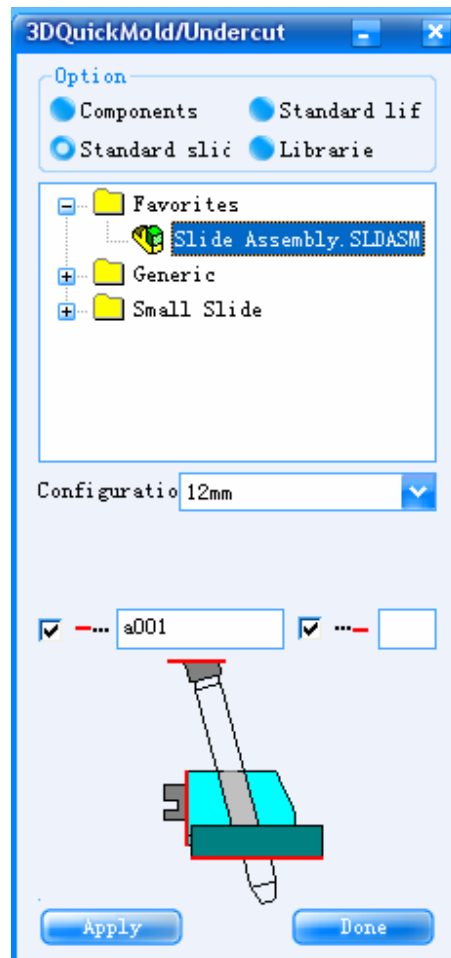 3DQuickMold/Undercut
Option
Components
Standard lif
Standard slid
Librarie
Favorites
Slide Assembly.SLDASM
Generic
Small Slide
Configuratio
12mm
a001
Apply
Done